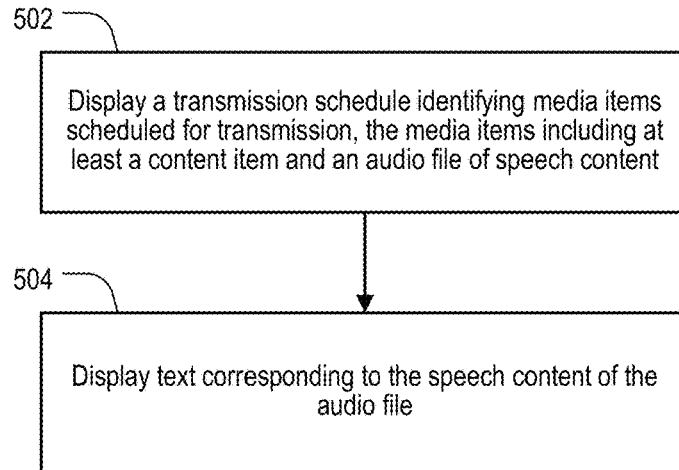 502
Display a transmission schedule identifying media items
scheduled for transmission, the media items including at
least a content item and an audio file of speech content
504
Display text corresponding to the speech content of the
audio file